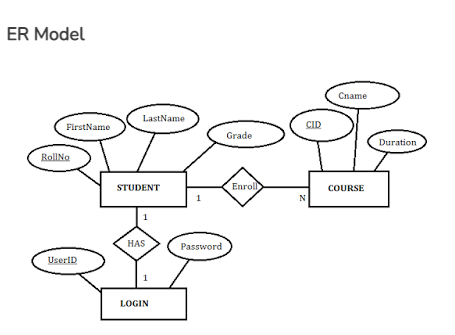 ER Model
Cname
FirstName
LastName
Grade
CID
Duration
RollNo
STUDENT
1
Enroll
N
COURSE
1
HAS
Password
UserID
1
LOGIN